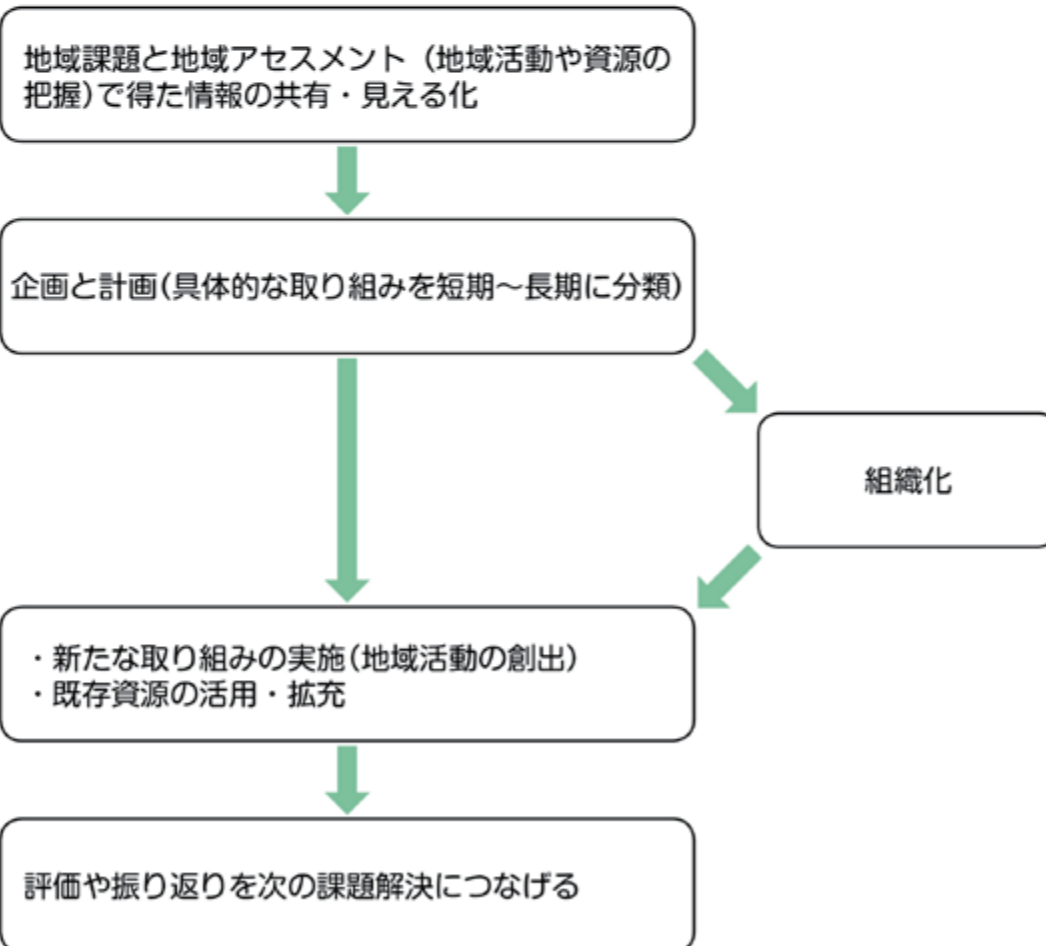 地域課題と地域アセスメント（地域活動や資源の
把握）で得た情報の共有・見える化
企画と計画（具体的な取り組みを短期～長期に分類）
組織化
・新たな取り組みの実施（地域活動の創出）
・既存資源の活用・拡充
評価や振り返りを次の課題解決につなげる